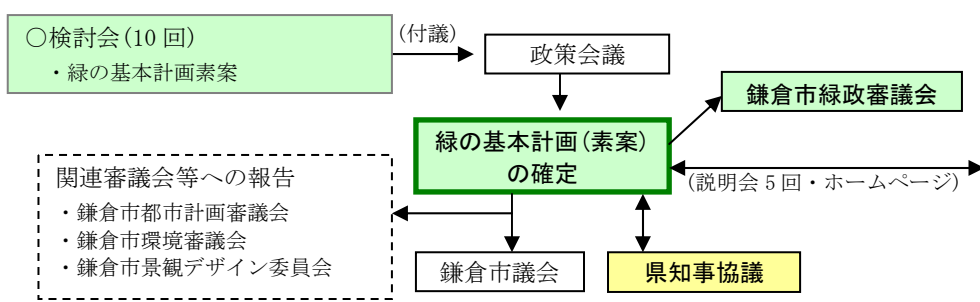 ○検討会(10 回)
・緑の基本計画素案
(付議)
政策会議
鎌倉市緑政審議会
緑の基本計画(素案)
の確定
(説明会 5 回・ホームページ)
関連審議会等への報告
・鎌倉市都市計画審議会
・鎌倉市環境審議会
・鎌倉市景観デザイン委員会
鎌倉市議会
県知事協議